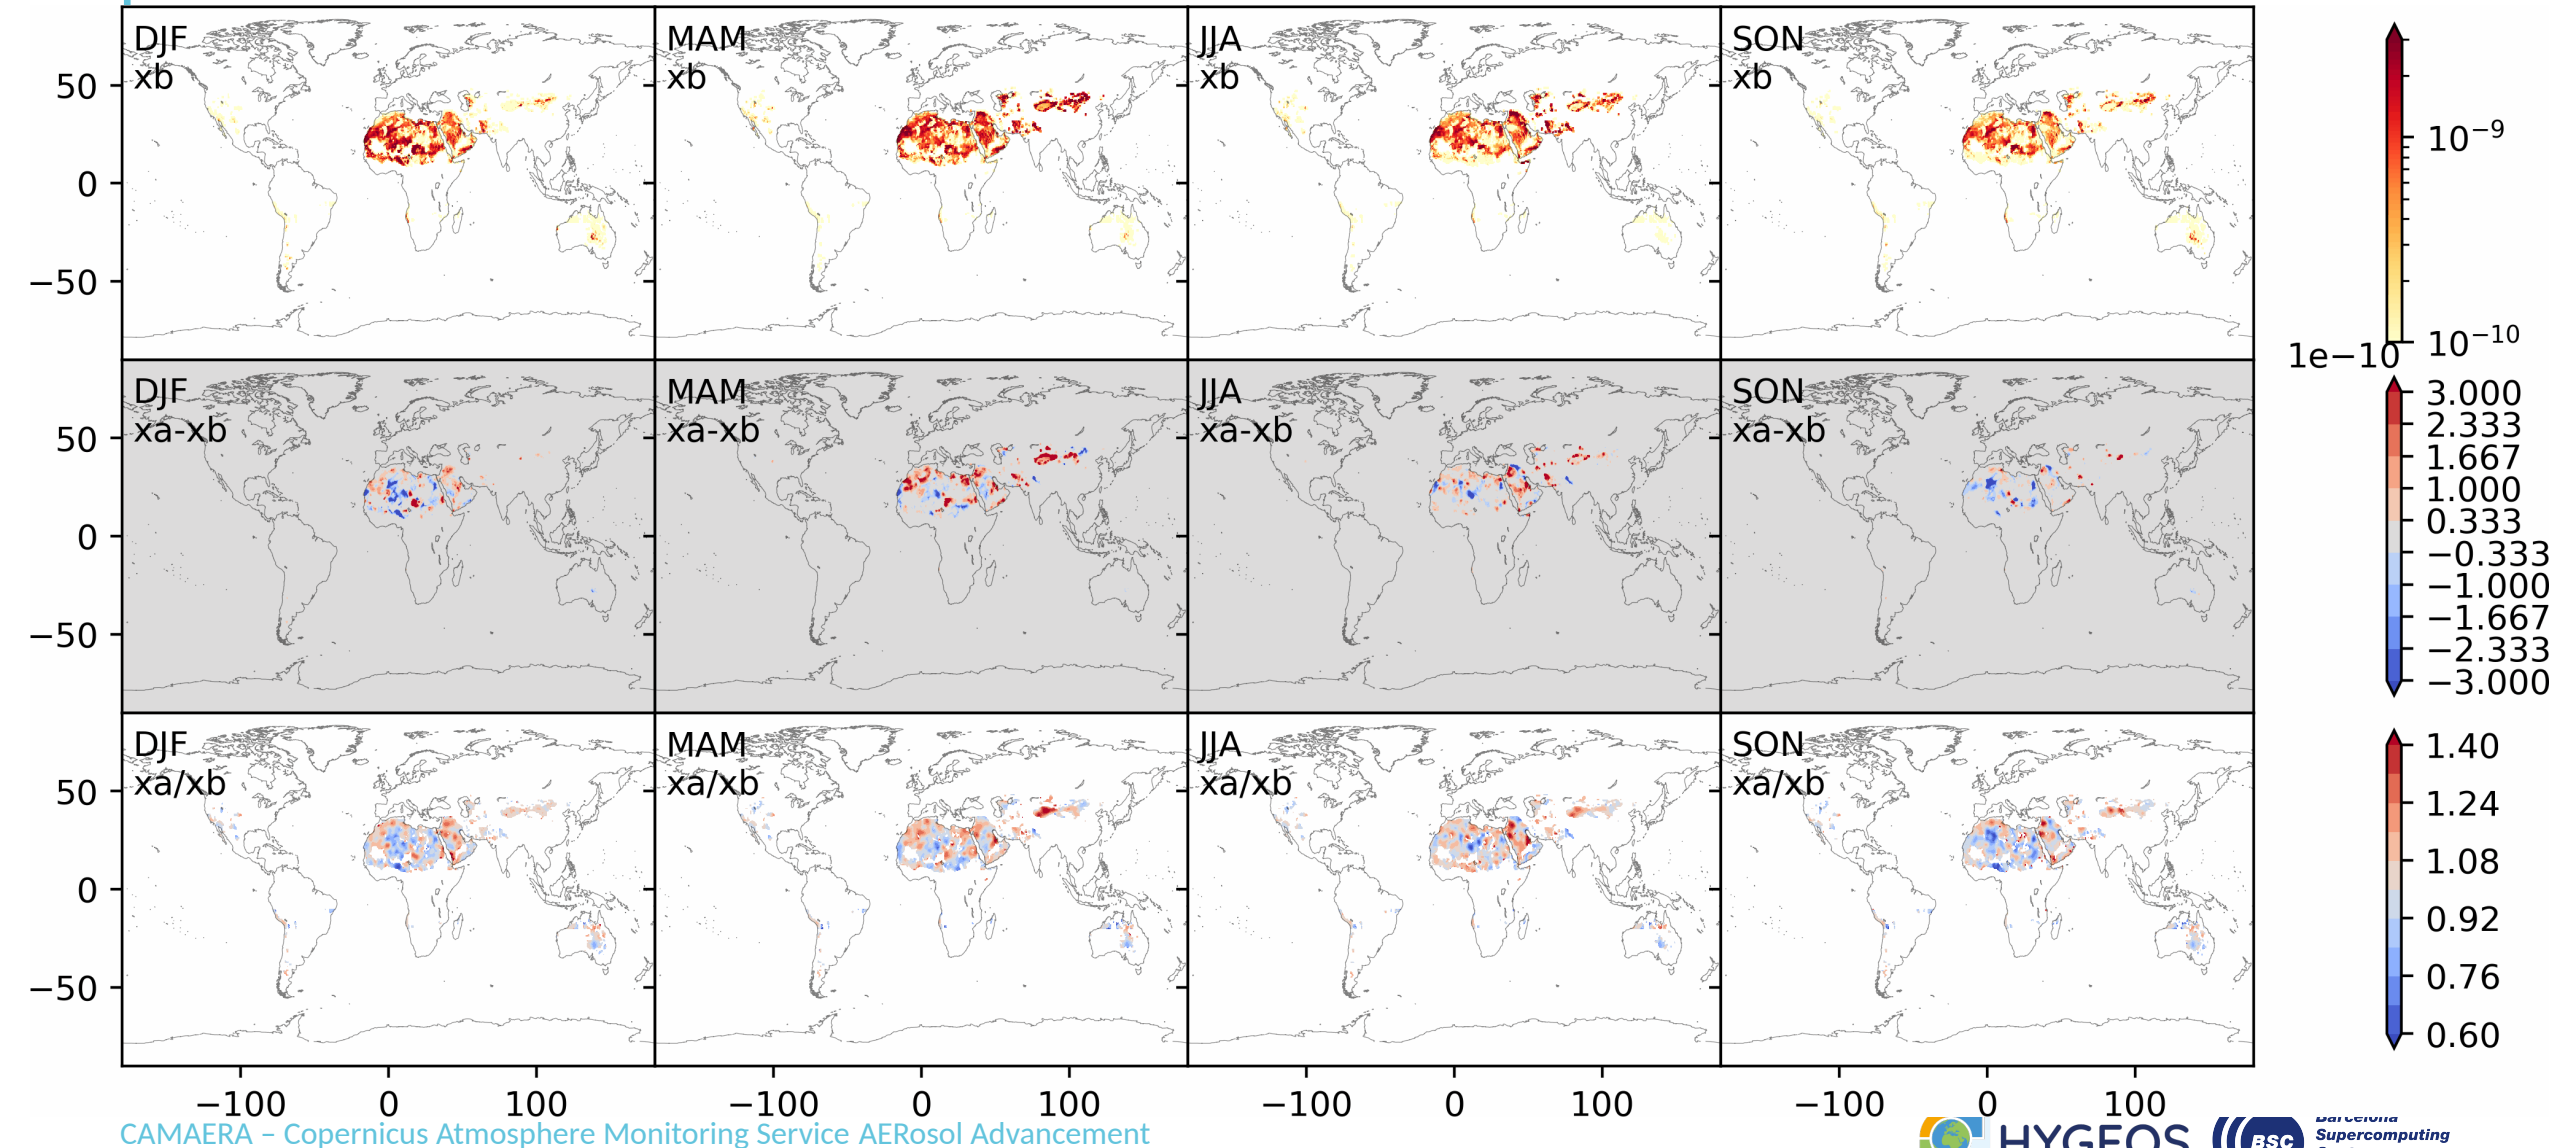 DJF
xb
MAM
xb
JJA
xb
SON
xb
50
0
−50
10−9
10−10
1e−10
DJF
xa-xb
MAM
xa-xb
JJA
xa-xb
SON
xa-xb
50
0
−50
3.000
2.333
1.667
1.000
0.333
−0.333
−1.000
−1.667
−2.333
−3.000
DJF
xa/xb
MAM
xa/xb
JJA
xa/xb
SON
xa/xb
50
0
−50
1.40
1.24
1.08
0.92
0.76
0.60
−100 0 100 −100 0 100 −100 0 100 −100 0 100
CAMAERA – Copernicus Atmosphere Monitoring Service AERosol Advancement
HYGEOS
BSC
Barcelona
Supercomputing